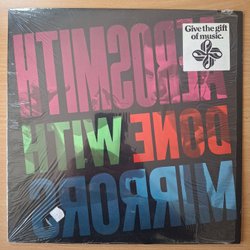 Give the gift
of music.
AEROSMITH
DONE WITH
MIRRORS